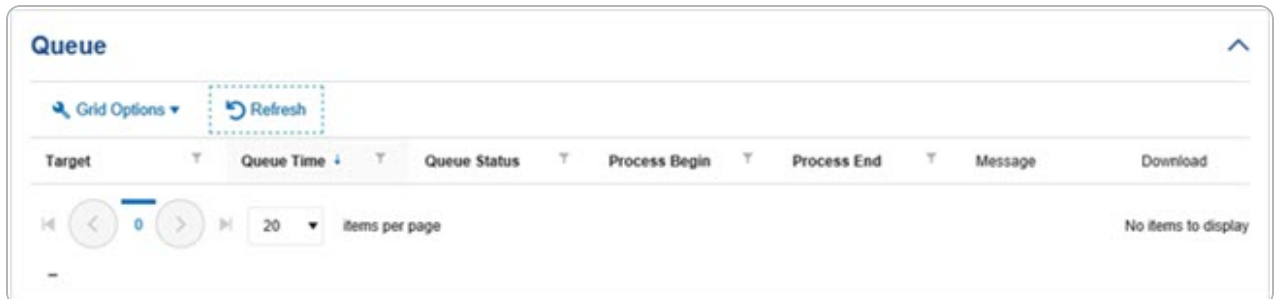 Queue
Grid Options Refresh
Target Queue Time Queue Status Process Begin Process End Message Download
0 20 items per page No items to display